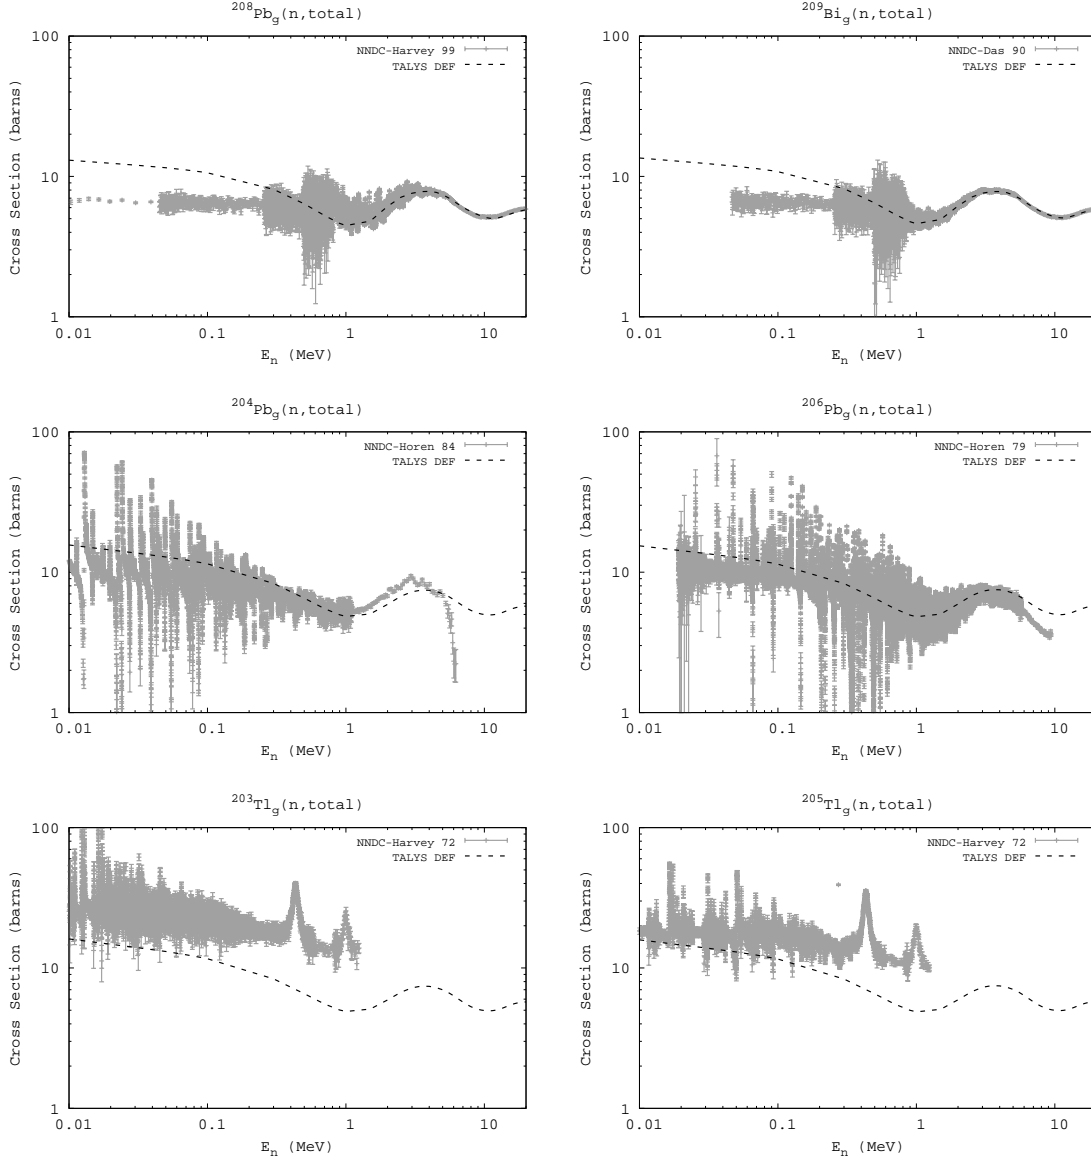 208Pbg(n,total)
100
10
1
Cross Section (barns)
NNDC-Harvey 99
TALYS DEF
0.01 0.1 1 10
En (MeV)
209Big(n,total)
100
10
1
Cross Section (barns)
NNDC-Das 90
TALYS DEF
0.01 0.1 1 10
En (MeV)
204Pbg(n,total)
100
10
1
Cross Section (barns)
NNDC-Horen 84
TALYS DEF
0.01 0.1 1 10
En (MeV)
206Pbg(n,total)
100
10
1
Cross Section (barns)
NNDC-Horen 79
TALYS DEF
0.01 0.1 1 10
En (MeV)
203Tlg(n,total)
100
10
1
Cross Section (barns)
NNDC-Harvey 72
TALYS DEF
0.01 0.1 1 10
En (MeV)
205Tlg(n,total)
100
10
1
Cross Section (barns)
NNDC-Harvey 72
TALYS DEF
0.01 0.1 1 10
En (MeV)